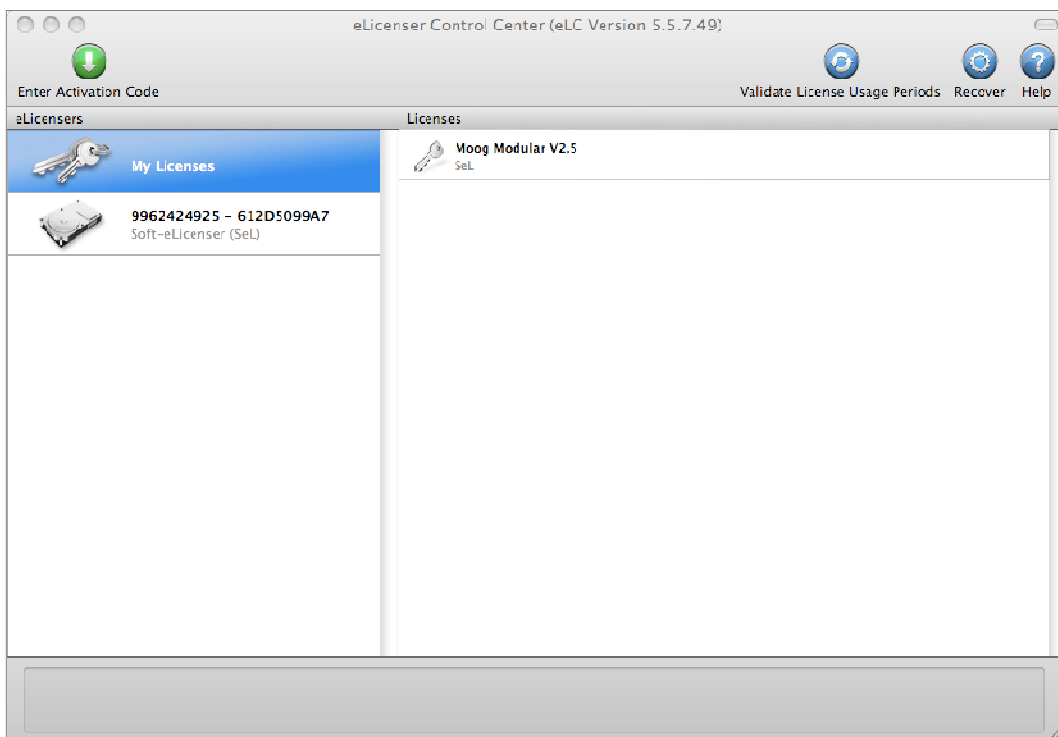 eLicenser Control Center (eLC Version 5.5.7.49)
Enter Activation Code
Validate License Usage Periods
Recover
Help
eLicensers
Licenses
My Licenses
9962424925 - 612D5099A7
Soft-eLicenser (SeL)
Moog Modular V2.5
SeL